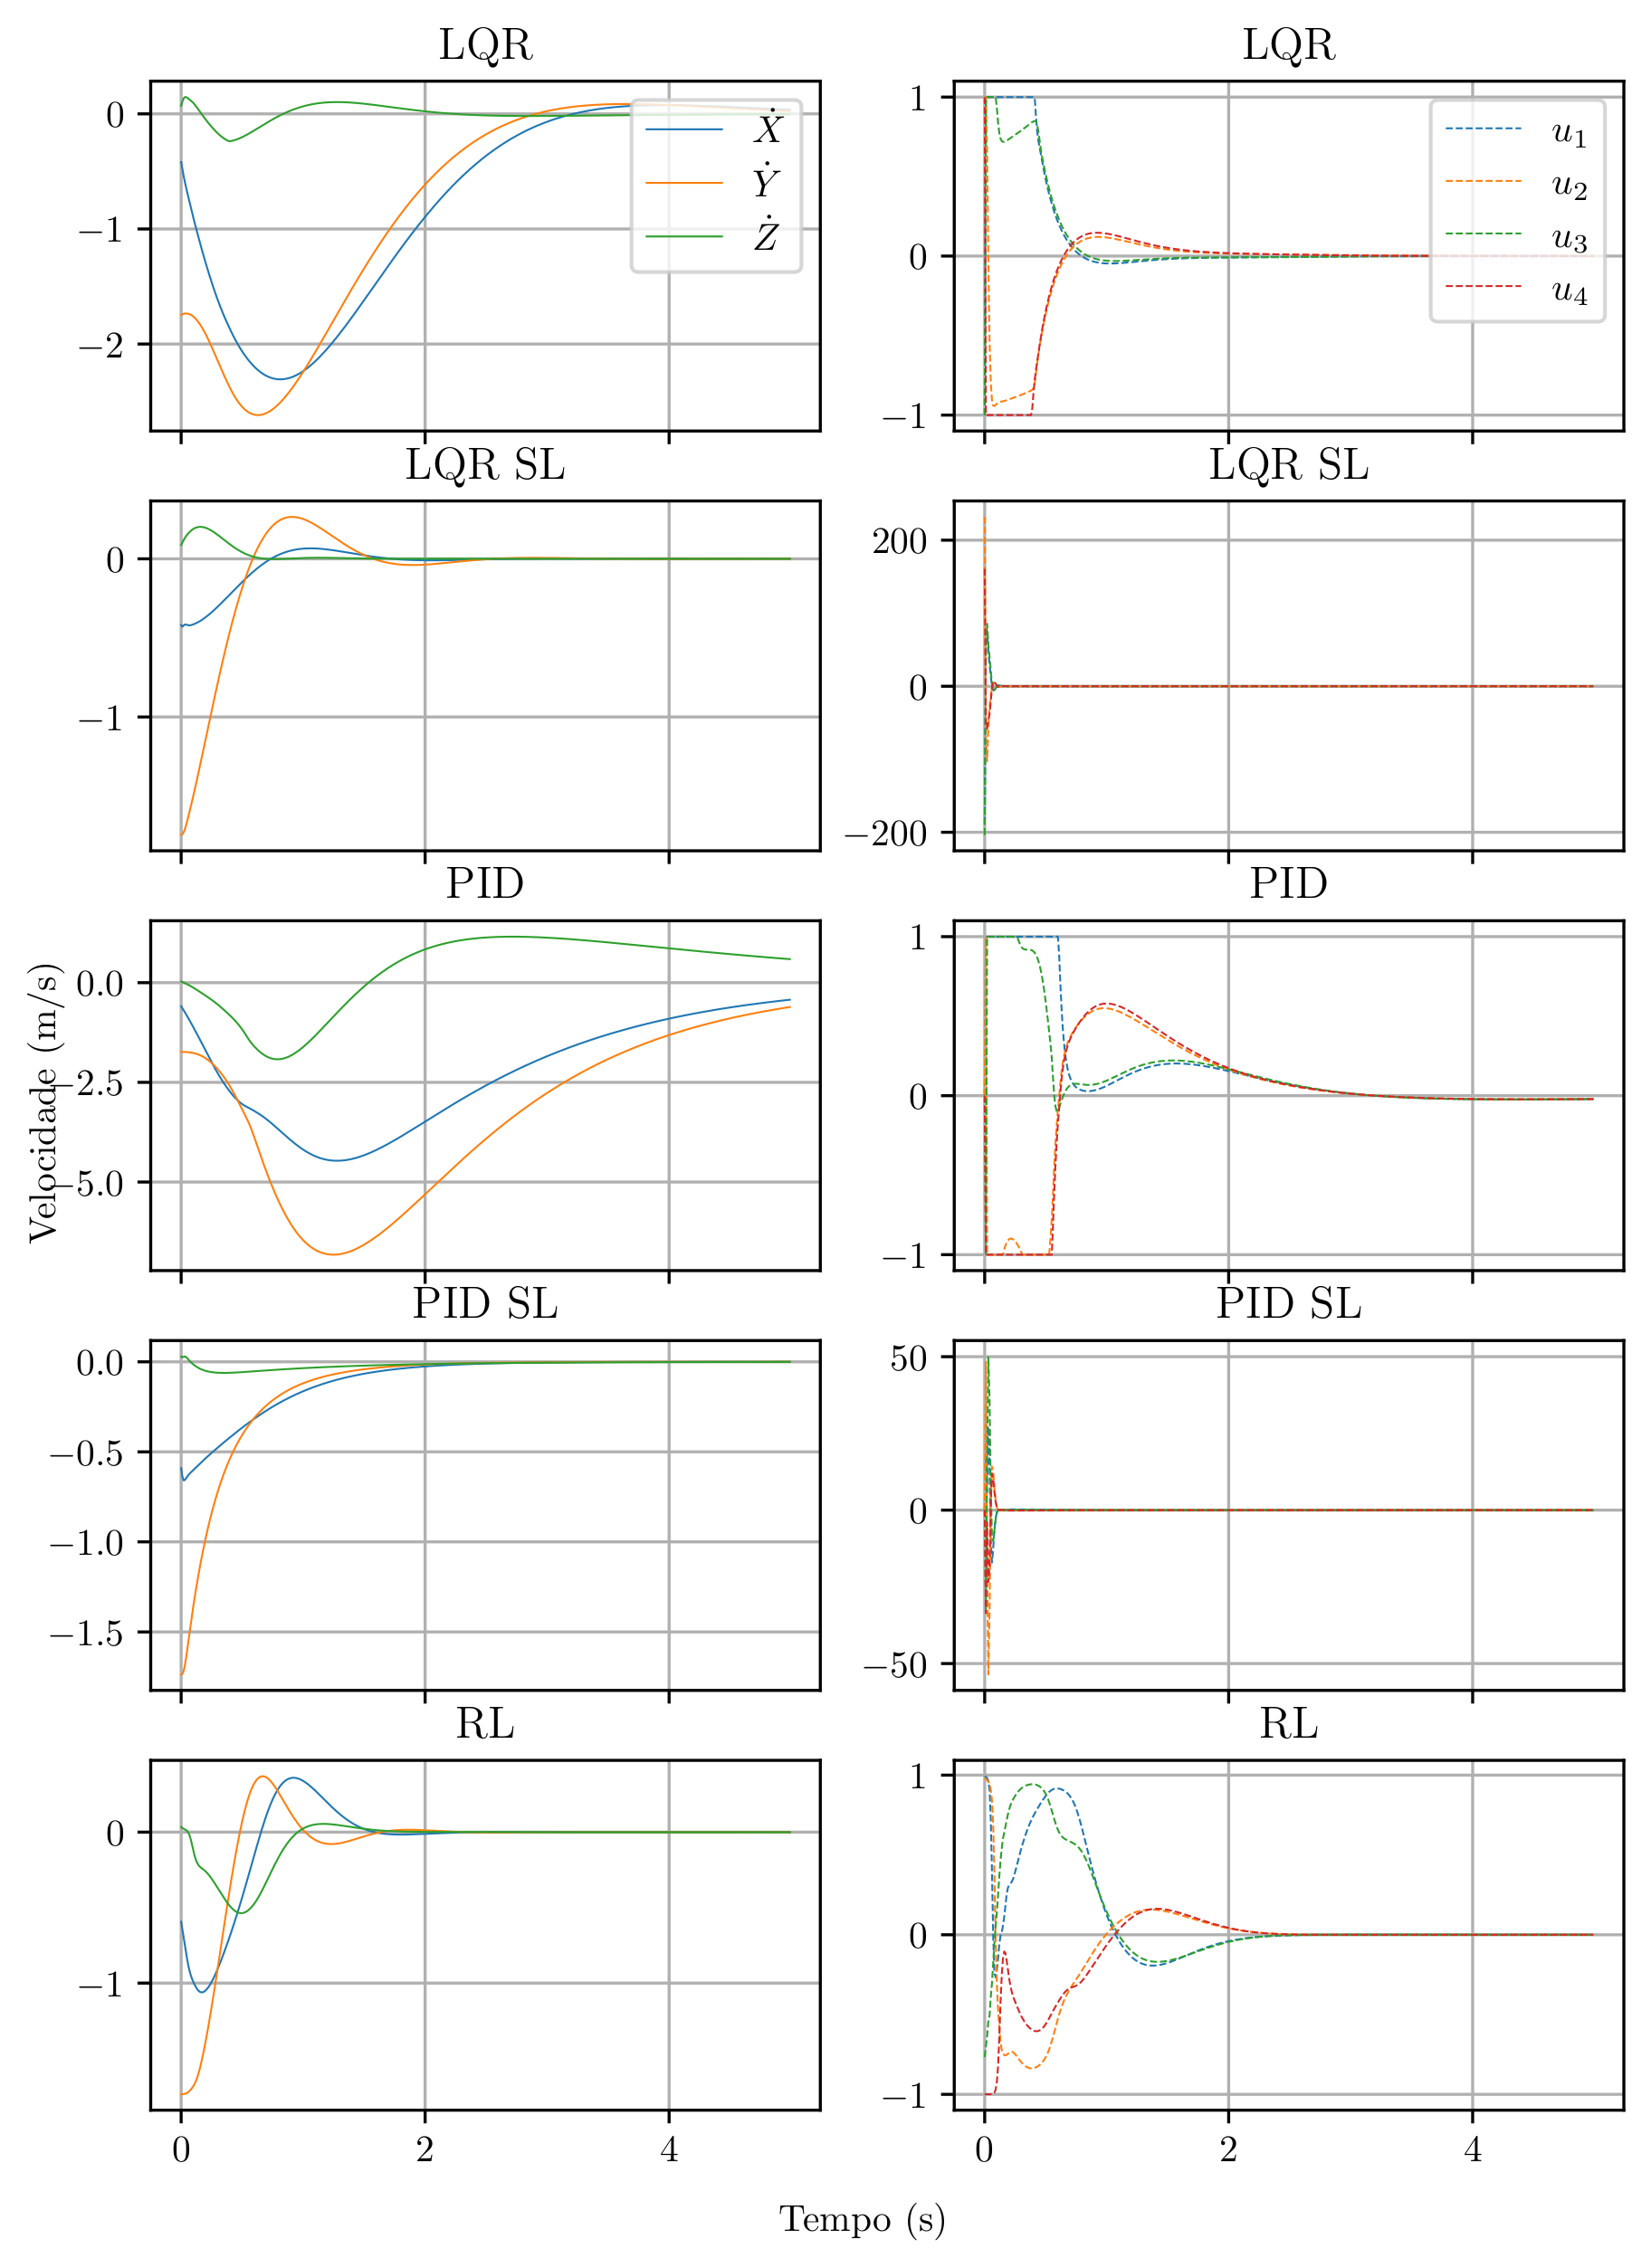 LQR
LQR
0
−1
−2
Ẋ
Ẏ
Ż
1
0
−1
u₁
u₂
u₃
u₄
LQR SL
LQR SL
0
−1
200
0
−200
PID
PID
Velocidade (m/s)
0.0
−2.5
−5.0
1
0
−1
PID SL
PID SL
0.0
−0.5
−1.0
−1.5
50
0
−50
RL
RL
0
−1
1
0
−1
0 2 4
0 2 4
Tempo (s)